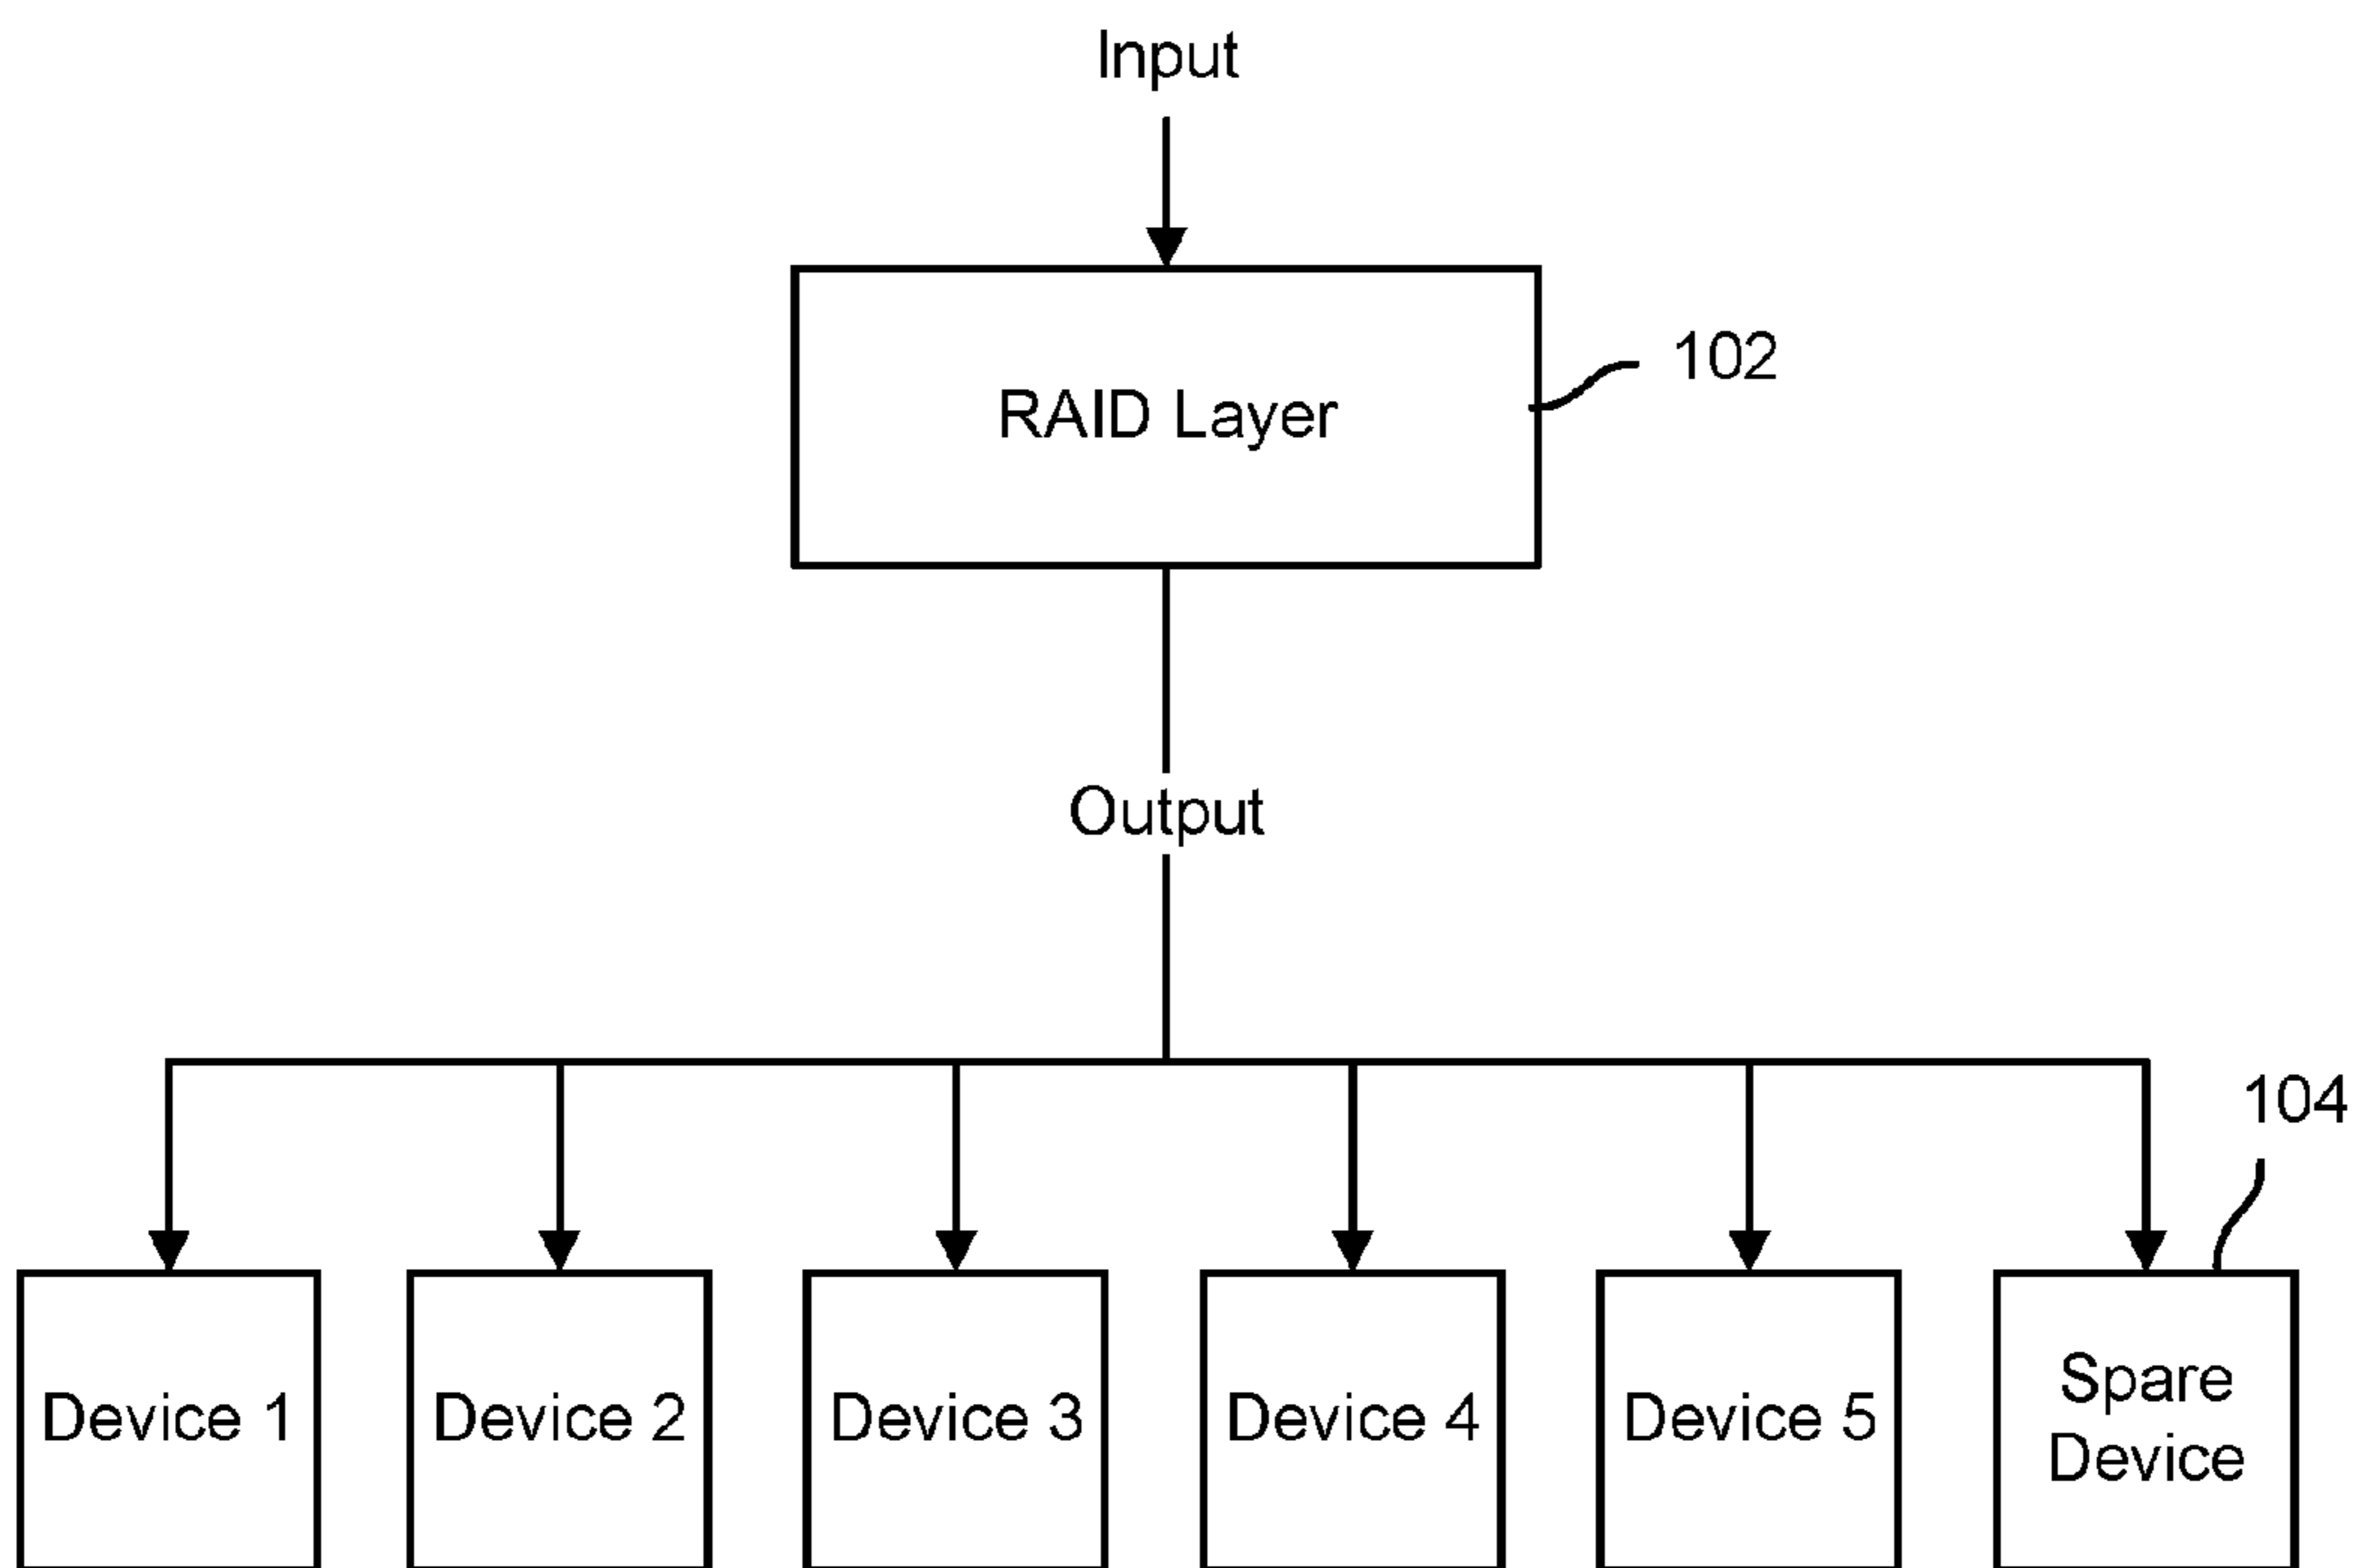 Input
RAID Layer
102
Output
104
Device 1
Device 2
Device 3
Device 4
Device 5
Spare
Device